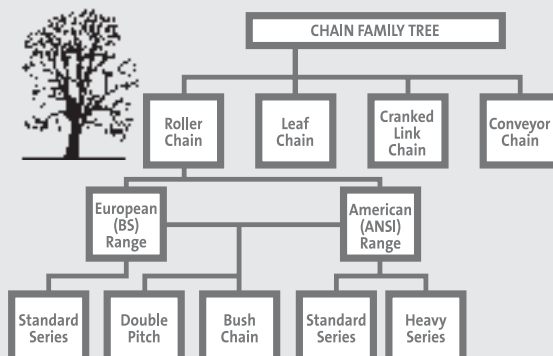 CHAIN FAMILY TREE
Roller
Chain
Leaf
Chain
Cranked
Link
Chain
Conveyor
Chain
European
(BS)
Range
American
(ANSI)
Range
Standard
Series
Double
Pitch
Bush
Chain
Standard
Series
Heavy
Series